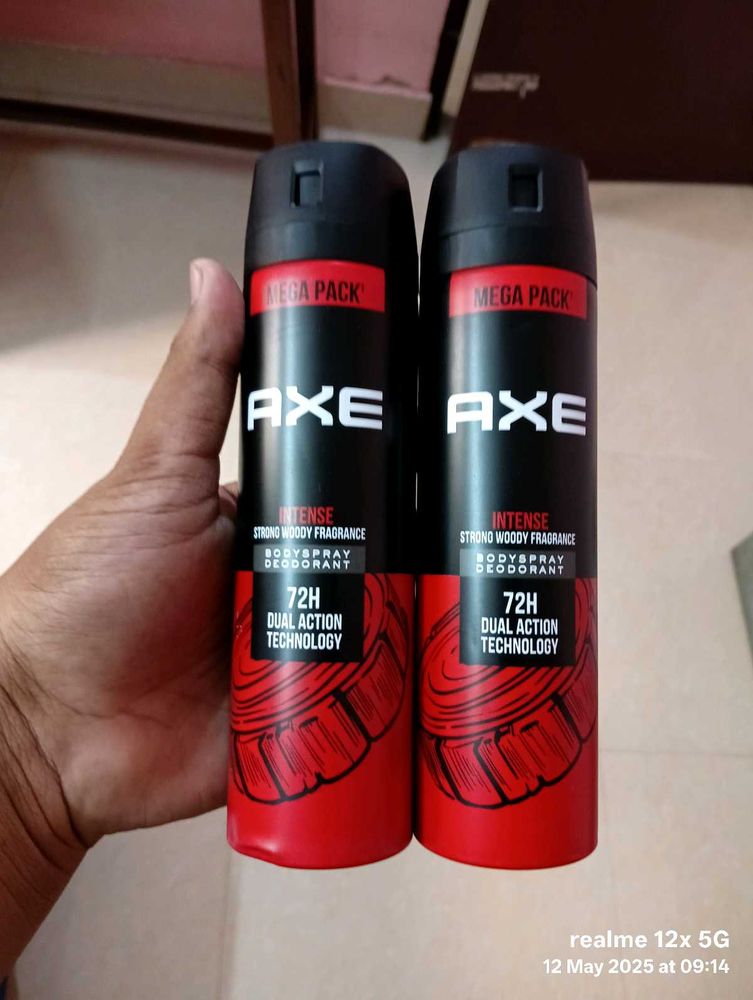 MEGA PACK'
AXE
INTENSE
STRONG WOODY FRAGRANCE
BODYSPRAY
DEODORANT
72H
DUAL ACTION
TECHNOLOGY
MEGA PACK'
AXE
INTENSE
STRONG WOODY FRAGRANCE
BODYSPRAY
DEODORANT
72H
DUAL ACTION
TECHNOLOGY
realme 12x 5G
12 May 2025 at 09:14